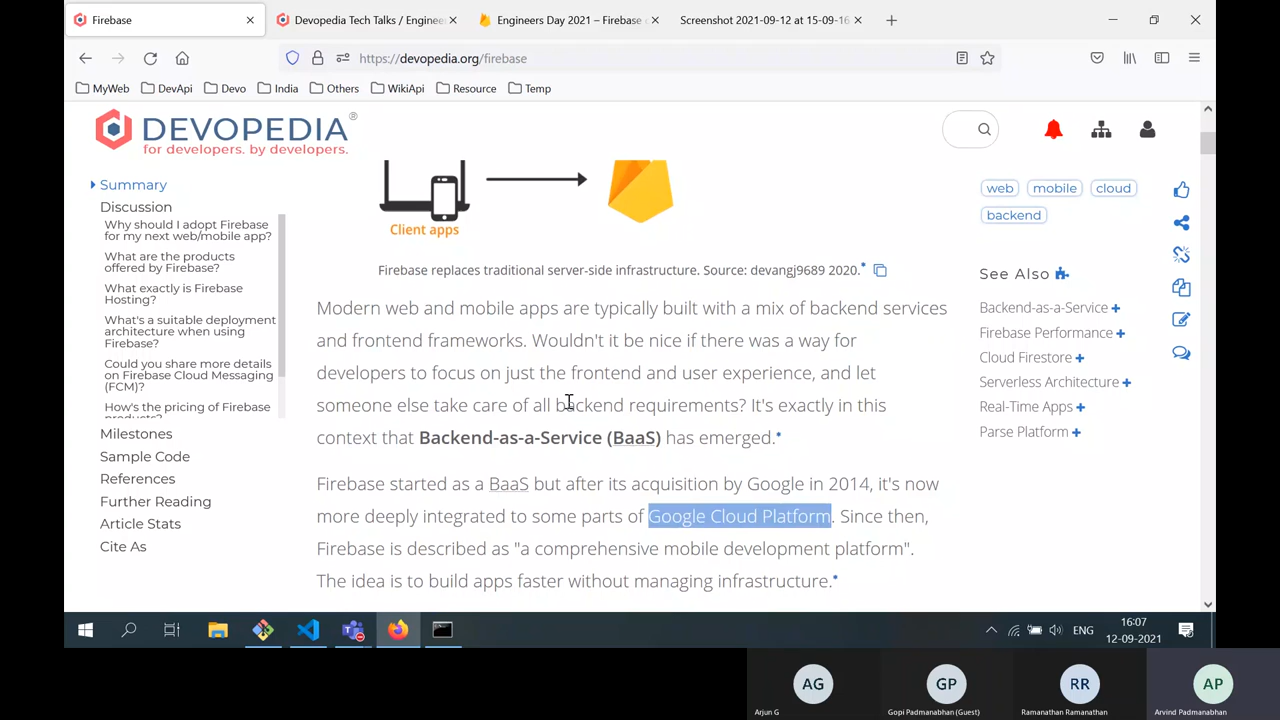 Firebase
Devopedia Tech Talks / Enginee
Engineers Day 2021 – Firebase
Screenshot 2021-09-12 at 15-09-16
https://devopedia.org/firebase
MyWeb
DevApi
Devo
India
Others
WikiApi
Resource
Temp
DEVOPEDIA®
for developers. by developers.
Summary
Discussion
Why should I adopt Firebase
for my next web/mobile app?
What are the products
offered by Firebase?
What exactly is Firebase
Hosting?
What's a suitable deployment
architecture when using
Firebase?
Could you share more details
on Firebase Cloud Messaging
(FCM)?
How's the pricing of Firebase
products?
Milestones
Sample Code
References
Further Reading
Article Stats
Cite As
Client apps
Firebase replaces traditional server-side infrastructure. Source: devangj9689 2020.*
Modern web and mobile apps are typically built with a mix of backend services
and frontend frameworks. Wouldn't it be nice if there was a way for
developers to focus on just the frontend and user experience, and let
someone else take care of all backend requirements? It's exactly in this
context that Backend-as-a-Service (BaaS) has emerged.*
Firebase started as a BaaS but after its acquisition by Google in 2014, it's now
more deeply integrated to some parts of Google Cloud Platform. Since then,
Firebase is described as "a comprehensive mobile development platform".
The idea is to build apps faster without managing infrastructure.*
web
mobile
cloud
backend
See Also
Backend-as-a-Service +
Firebase Performance +
Cloud Firestore +
Serverless Architecture +
Real-Time Apps +
Parse Platform +
ENG
16:07
12-09-2021
AG
Arjun G
GP
Gopi Padmanabhan (Guest)
RR
Ramanathan Ramanathan
AP
Arvind Padmanabhan